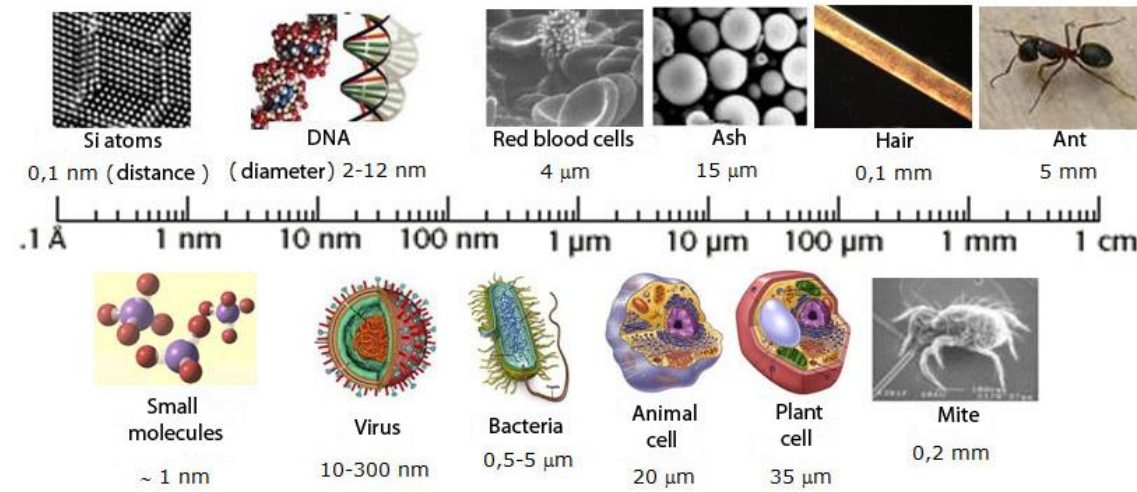 Si atoms
0,1 nm (distance )
DNA
( diameter) 2-12 nm
Red blood cells
4 μm
Ash
15 μm
Hair
0,1 mm
Ant
5 mm
.1 Å 1 nm 10 nm 100 nm 1 μm 10 μm 100 μm 1 mm 1 cm
Small
molecules
~ 1 nm
Virus
10-300 nm
Bacteria
0,5-5 μm
Animal
cell
20 μm
Plant
cell
35 μm
Mite
0,2 mm